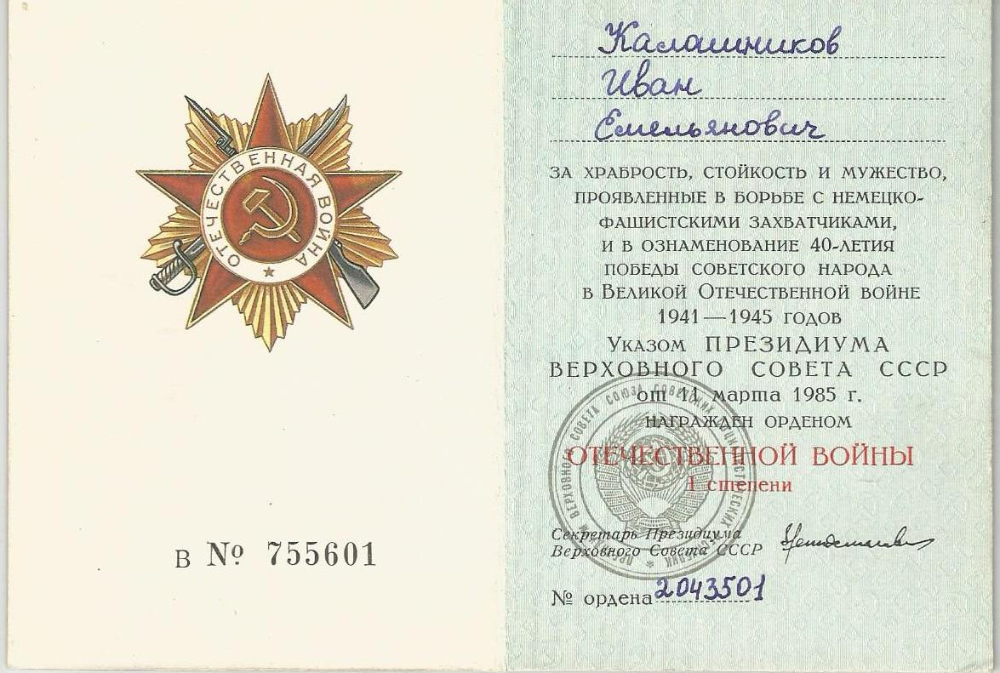 ОТЕЧЕСТВЕННАЯ ВОЙНА
В № 755601
Калашников
Иван
Емельянович
ЗА ХРАБРОСТЬ, СТОЙКОСТЬ И МУЖЕСТВО,
ПРОЯВЛЕННЫЕ В БОРЬБЕ С НЕМЕЦКО-
ФАШИСТСКИМИ ЗАХВАТЧИКАМИ,
И В ОЗНАМЕНОВАНИЕ 40-ЛЕТИЯ
ПОБЕДЫ СОВЕТСКОГО НАРОДА
В ВЕЛИКОЙ ОТЕЧЕСТВЕННОЙ ВОЙНЕ
1941—1945 ГОДОВ
УКАЗОМ ПРЕЗИДИУМА
ВЕРХОВНОГО СОВЕТА СССР
от 11 марта 1985 г.
НАГРАЖДЕН ОРДЕНОМ
ОТЕЧЕСТВЕННОЙ ВОЙНЫ
I степени
ПРЕЗИДИУМ ВЕРХОВНОГО СОВЕТА СОЮЗА СОВЕТСКИХ СОЦИАЛИСТИЧЕСКИХ РЕСПУБЛИК
Секретарь Президиума
Верховного Совета СССР
№ ордена 2043501